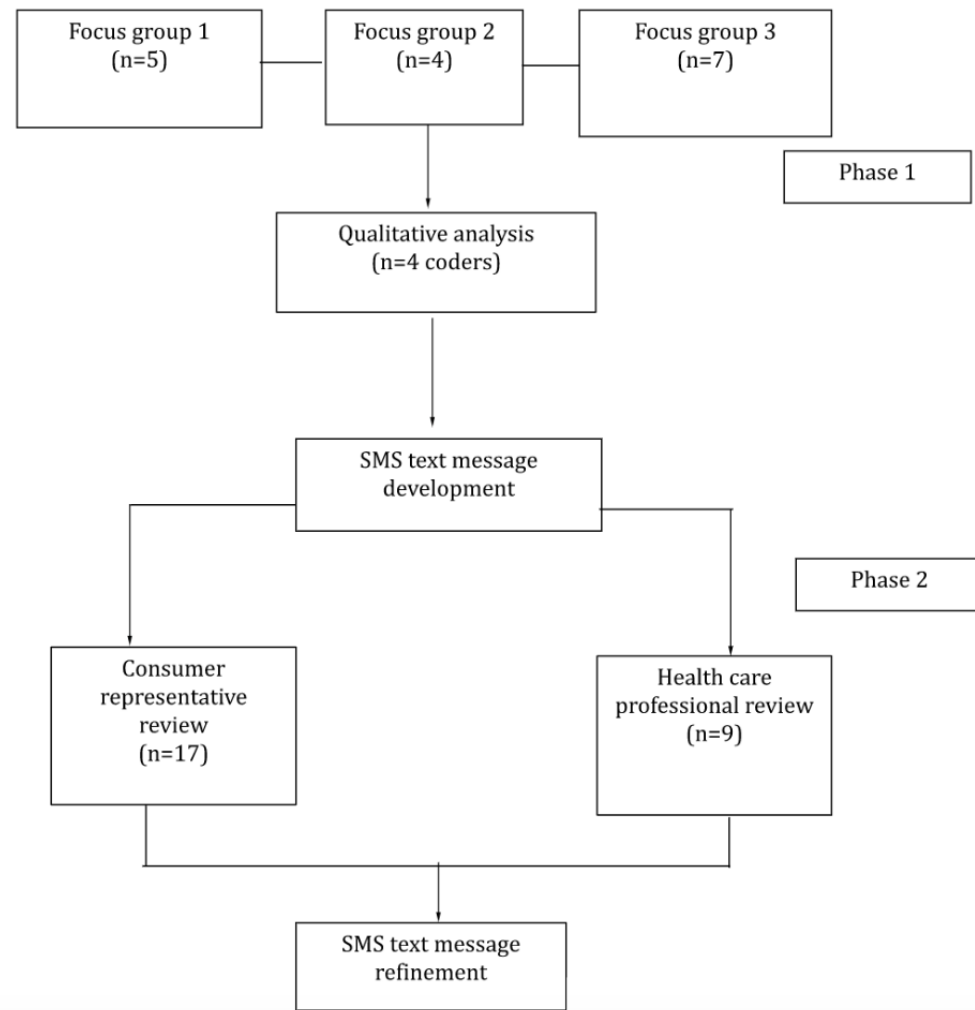 Focus group 1
(n=5)
Focus group 2
(n=4)
Focus group 3
(n=7)
Phase 1
Qualitative analysis
(n=4 coders)
SMS text message
development
Phase 2
Consumer
representative
review
(n=17)
Health care
professional review
(n=9)
SMS text message
refinement